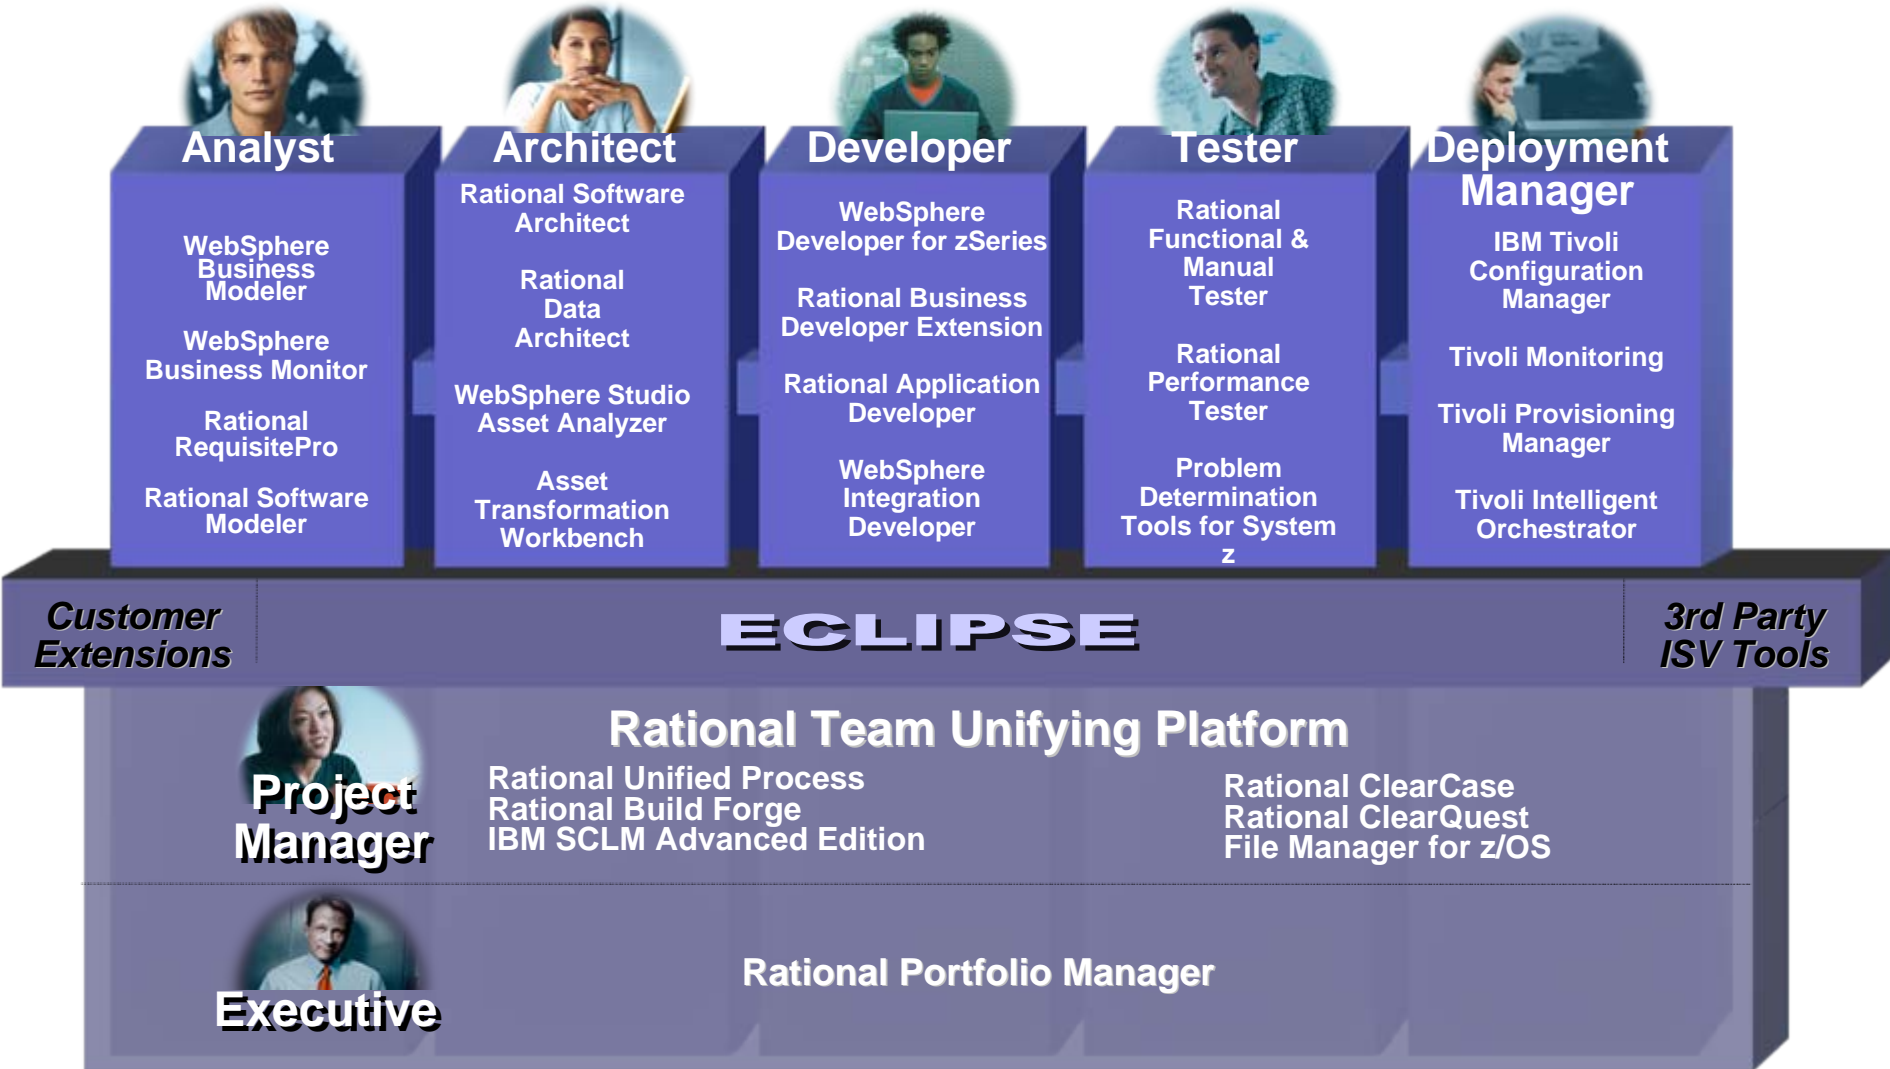 Analyst
WebSphere
Business
Modeler
WebSphere
Business Monitor
Rational
RequisitePro
Rational Software
Modeler
Architect
Rational Software
Architect
Rational
Data
Architect
WebSphere Studio
Asset Analyzer
Asset
Transformation
Workbench
Developer
WebSphere
Developer for zSeries
Rational Business
Developer Extension
Rational Application
Developer
WebSphere
Integration
Developer
Tester
Rational
Functional &
Manual
Tester
Rational
Performance
Tester
Problem
Determination
Tools for System
z
Deployment
Manager
IBM Tivoli
Configuration
Manager
Tivoli Monitoring
Tivoli Provisioning
Manager
Tivoli Intelligent
Orchestrator
Customer
Extensions
ECLIPSE
3rd Party
ISV Tools
Project
Manager
Rational Team Unifying Platform
Rational Unified Process
Rational Build Forge
IBM SCLM Advanced Edition
Rational ClearCase
Rational ClearQuest
File Manager for z/OS
Executive
Rational Portfolio Manager